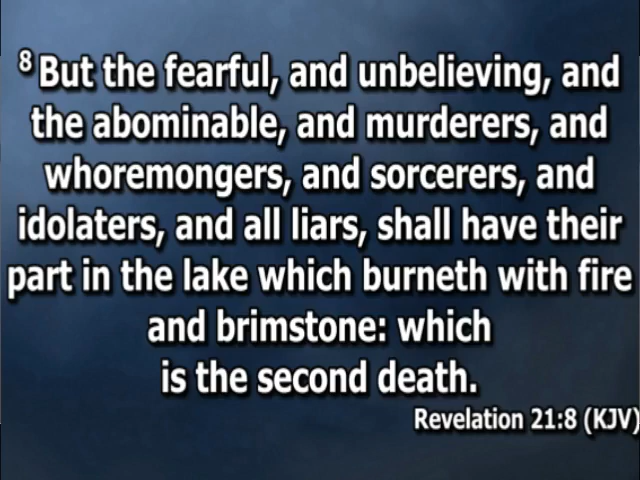 8 But the fearful, and unbelieving, and
the abominable, and murderers, and
whoremongers, and sorcerers, and
idolaters, and all liars, shall have their
part in the lake which burneth with fire
and brimstone: which
is the second death.
Revelation 21:8 (KJV)